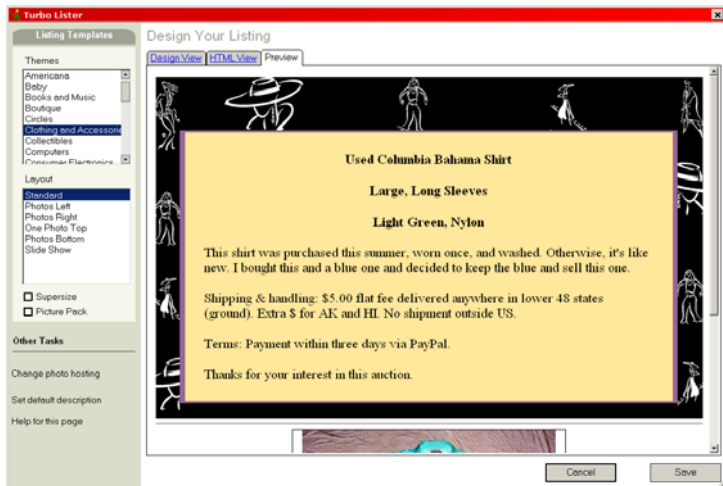 Turbo Lister
Listing Templates
Design Your Listing
Design View HTML View Preview
Themes
Americana
Baby
Books and Music
Boutique
Circles
Clothing and Accessorie
Collectibles
Computers
Consumer Electronics
Layout
Standard
Photos Left
Photos Right
One Photo Top
Photos Bottom
Slide Show
Supersize
Picture Pack
Other Tasks
Change photo hosting
Set default description
Help for this page
Used Columbia Bahama Shirt
Large, Long Sleeves
Light Green, Nylon
This shirt was purchased this summer, worn once, and washed. Otherwise, it's like
new. I bought this and a blue one and decided to keep the blue and sell this one.
Shipping & handling: $5.00 flat fee delivered anywhere in lower 48 states
(ground). Extra $ for AK and HI. No shipment outside US.
Terms: Payment within three days via PayPal.
Thanks for your interest in this auction.
Cancel Save